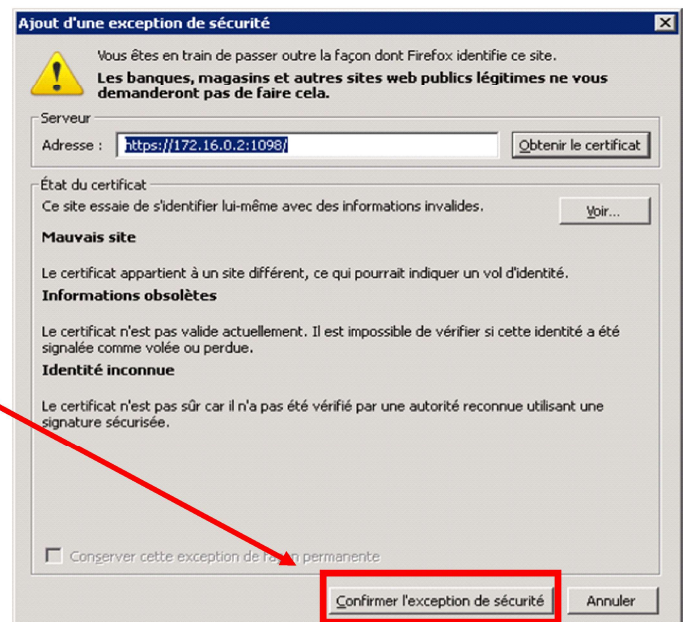 Ajout d'une exception de sécurité
Vous êtes en train de passer outre la façon dont Firefox identifie ce site.
Les banques, magasins et autres sites web publics légitimes ne vous
demanderont pas de faire cela.
Serveur
Adresse : https://172.16.0.2:1098/ Obtenir le certificat
État du certificat
Ce site essaie de s'identifier lui-même avec des informations invalides. Voir...
Mauvais site
Le certificat appartient à un site différent, ce qui pourrait indiquer un vol d'identité.
Informations obsolètes
Le certificat n'est pas valide actuellement. Il est impossible de vérifier si cette identité a été
signalée comme volée ou perdue.
Identité inconnue
Le certificat n'est pas sûr car il n'a pas été vérifié par une autorité reconnue utilisant une
signature sécurisée.
Conserver cette exception de façon permanente
Confirmer l'exception de sécurité Annuler